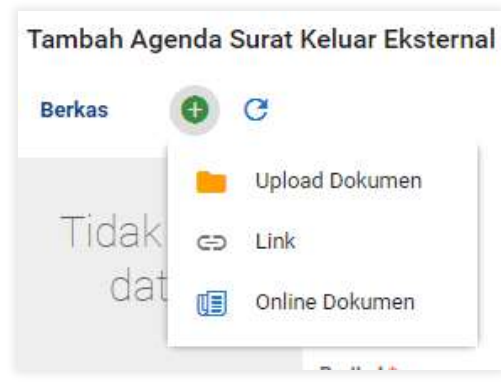 Tambah Agenda Surat Keluar Eksternal
Berkas
Upload Dokumen
Tidak
Link
dat
Online Dokumen